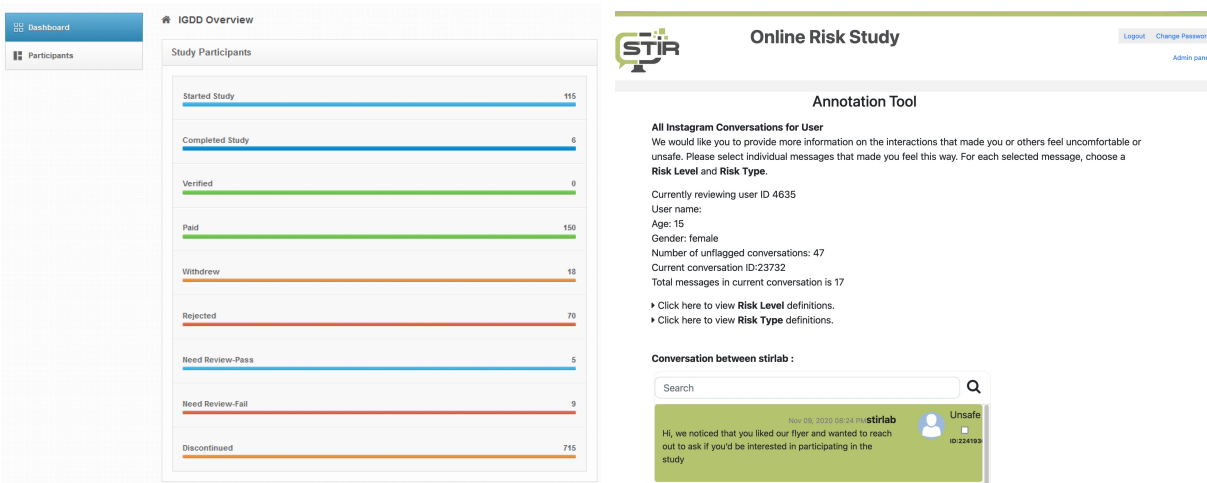 Dashboard
Participants
IGDD Overview
Study Participants
Started Study 115
Completed Study 6
Verified 0
Paid 150
Withdrew 18
Rejected 70
Need Review-Pass 5
Need Review-Fail 9
Discontinued 715
STIR
Online Risk Study
Logout Change Passwor
Admin pane
Annotation Tool
All Instagram Conversations for User
We would like you to provide more information on the interactions that made you or others feel uncomfortable or
unsafe. Please select individual messages that made you feel this way. For each selected message, choose a
Risk Level and Risk Type.
Currently reviewing user ID 4635
User name:
Age: 15
Gender: female
Number of unflagged conversations: 47
Current conversation ID:23732
Total messages in current conversation is 17
Click here to view Risk Level definitions.
Click here to view Risk Type definitions.
Conversation between stirlab :
Search
Nov 09, 2020 08:24 PM stirlab
Unsafe
Hi, we noticed that you liked our flyer and wanted to reach
out to ask if you'd be interested in participating in the
study